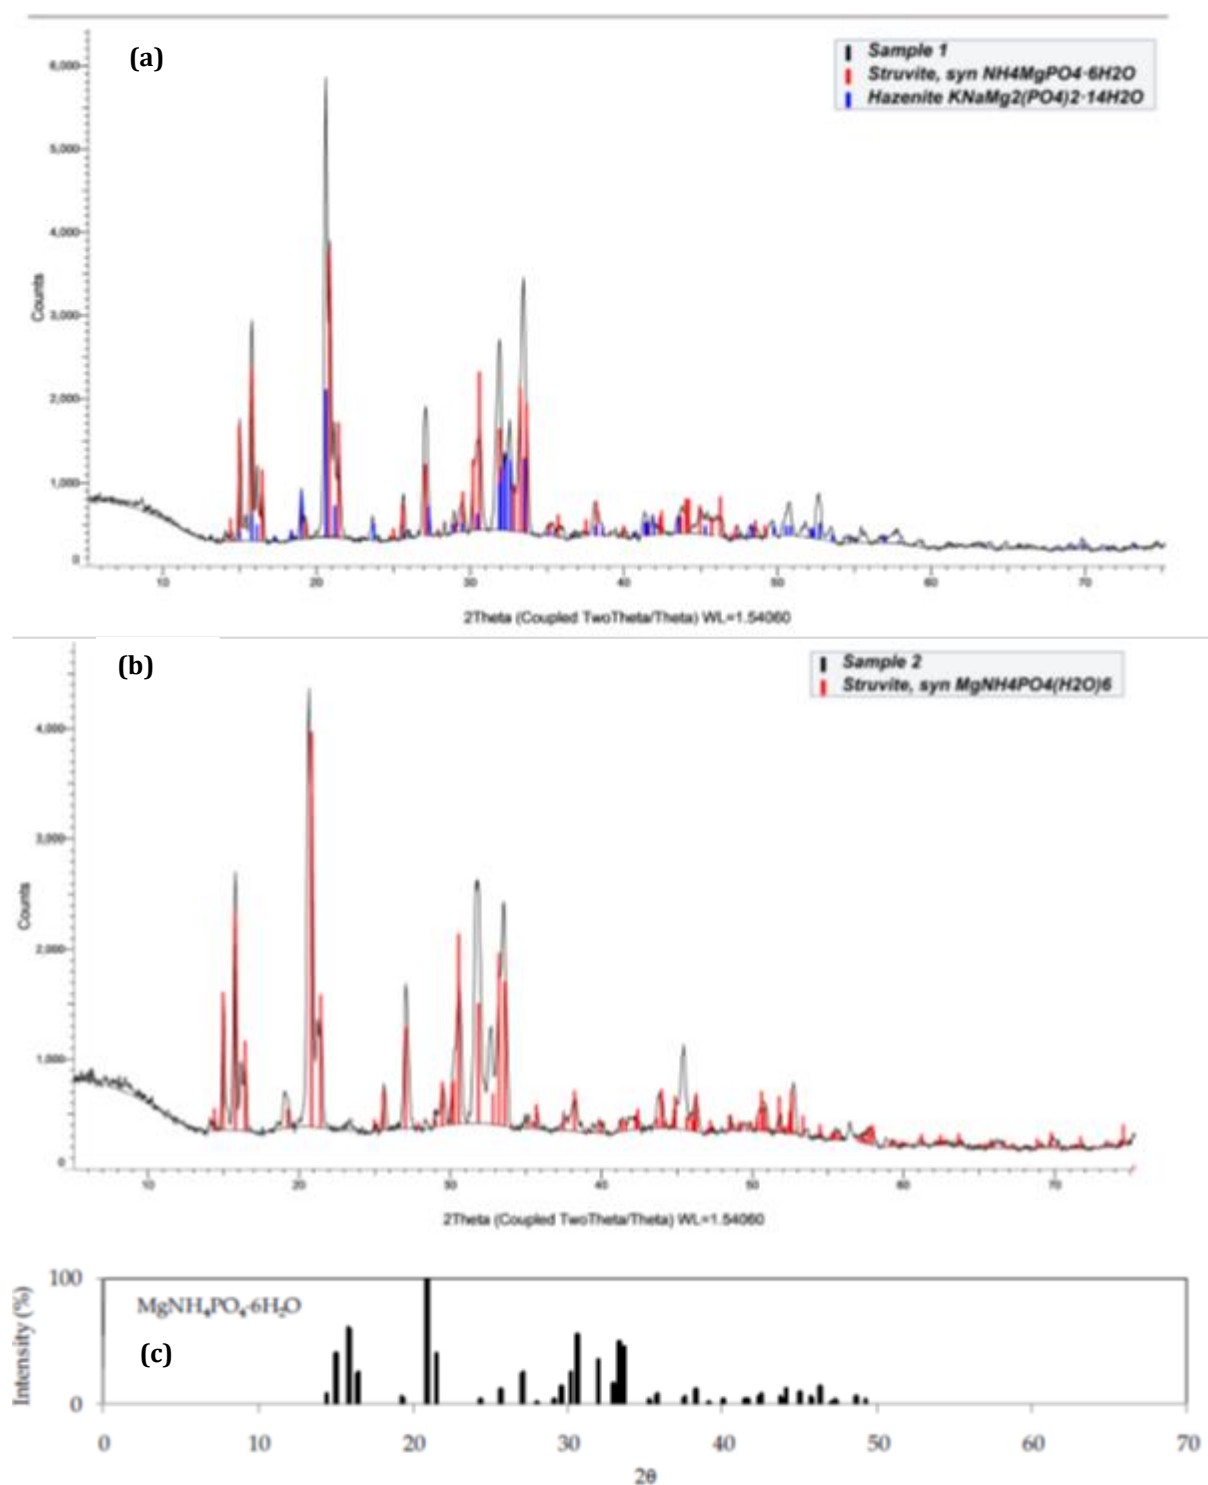 (a)
Sample 1
Struvite, syn NH4MgPO4·6H2O
Hazenite KNaMg2(PO4)2·14H2O
6,000
5,000
4,000
3,000
2,000
1,000
0
Counts
10 20 30 40 50 60 70
2Theta (Coupled TwoTheta/Theta) WL=1.54060
(b)
Sample 2
Struvite, syn MgNH4PO4(H2O)6
4,000
3,000
2,000
1,000
0
Counts
10 20 30 40 50 60 70
2Theta (Coupled TwoTheta/Theta) WL=1.54060
100
0
Intensity (%)
MgNH₄PO₄·6H₂O
(c)
0 10 20 30 40 50 60 70
2θ